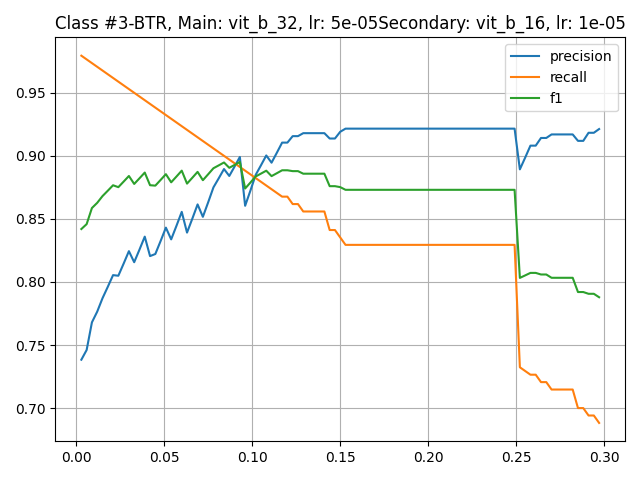 Class #3-BTR, Main: vit_b_32, lr: 5e-05Secondary: vit_b_16, lr: 1e-05
precision
recall
f1
0.95
0.90
0.85
0.80
0.75
0.70
0.00 0.05 0.10 0.15 0.20 0.25 0.30